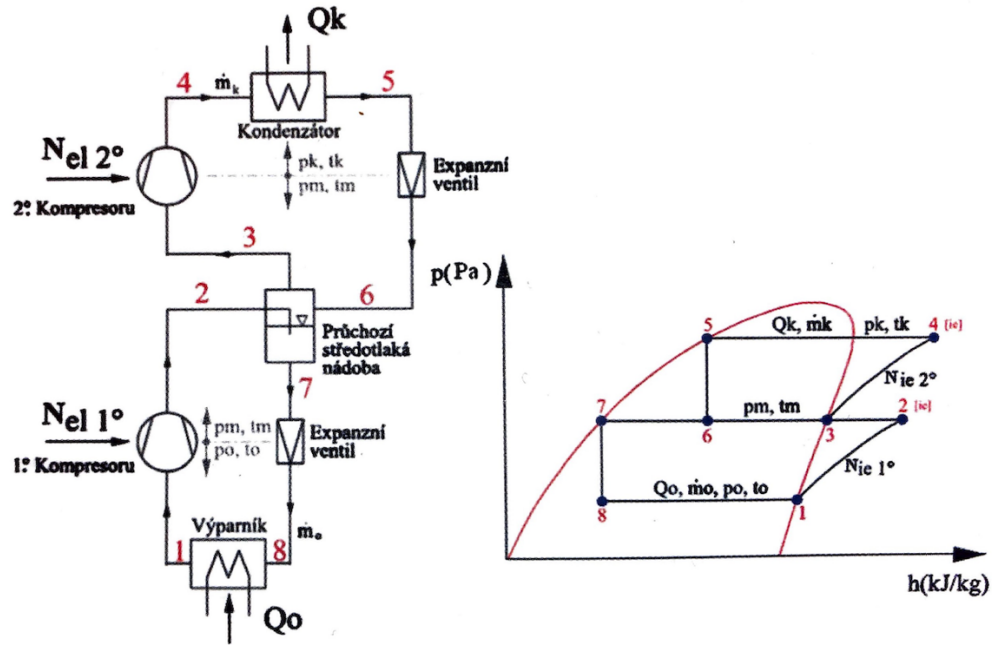 Qk
4
ṁk
5
Kondenzátor
Nel 2°
pk, tk
pm, tm
Expanzní
ventil
2°. Kompresoru
3
2
6
Průchozí
středotlaká
nádoba
7
Nel 1°
pm, tm
po, to
Expanzní
ventil
1°. Kompresoru
Výparník
1
8
ṁo
Qo
p(Pa)
5
Qk, ṁk
pk, tk
4 [ie]
Nie 2°
7
pm, tm
6
3
2 [ie]
Nie 1°
Qo, ṁo, po, to
8
1
h(kJ/kg)